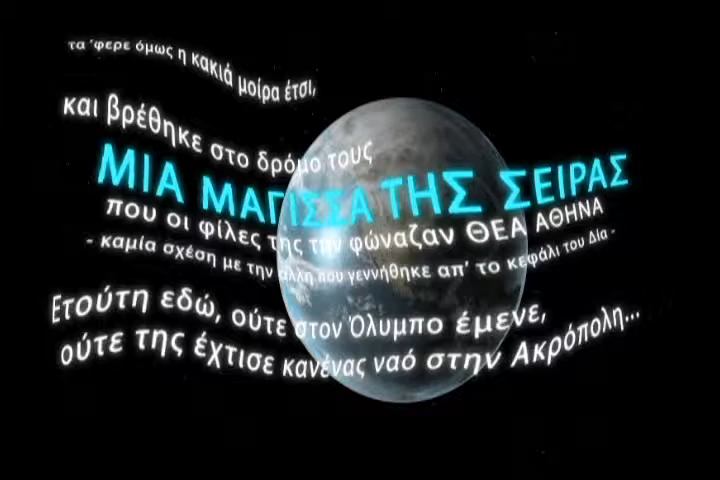 τα 'φερε όμως η κακιά μοίρα έτσι,
και βρέθηκε στο δρόμο τους
ΜΙΑ ΜΑΓΙΣΣΑ ΤΗΣ ΣΕΙΡΑΣ
που οι φίλες της την φώναζαν ΘΕΑ ΑΘΗΝΑ
- καμία σχέση με την άλλη που γεννήθηκε απ' το κεφάλι του Δία -
Ετούτη εδώ, ούτε στον Όλυμπο έμενε,
ούτε της έχτισε κανένας ναό στην Ακρόπολη...